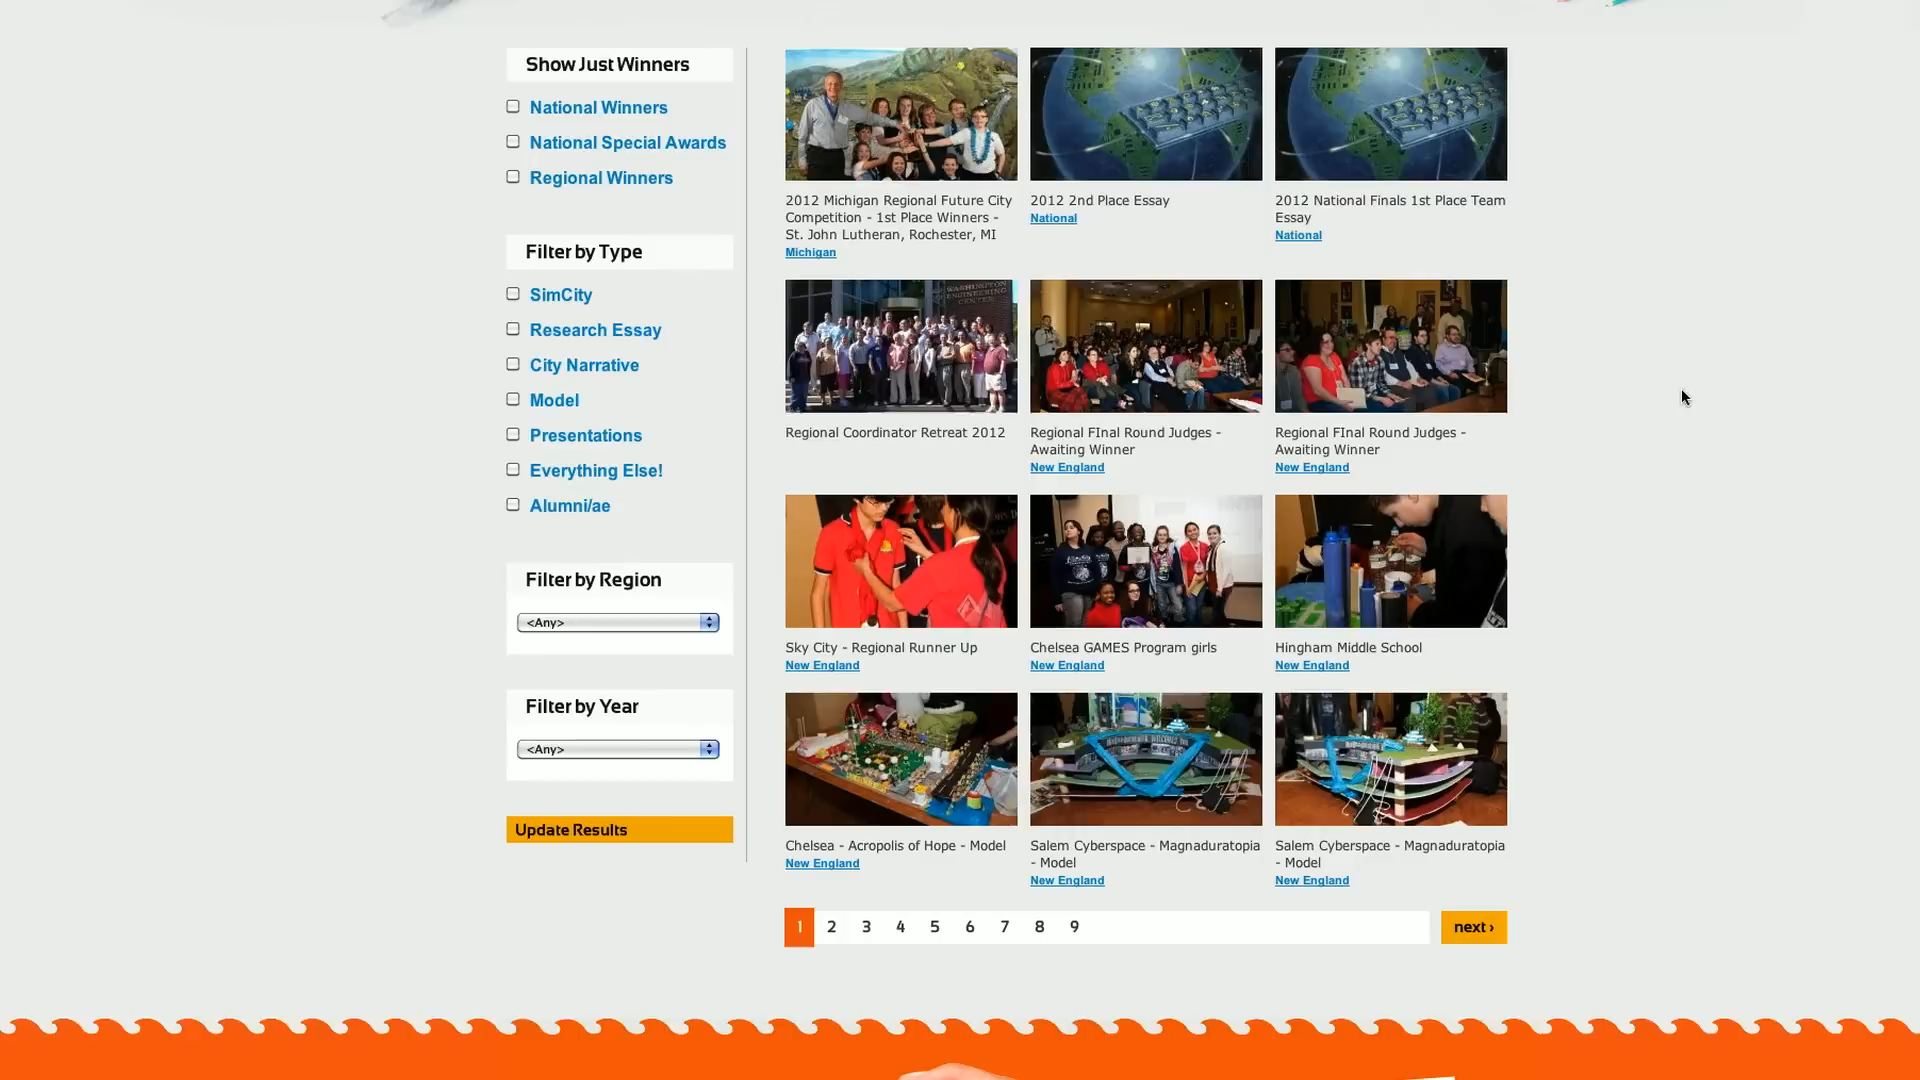 Show Just Winners
National Winners
National Special Awards
Regional Winners
Filter by Type
SimCity
Research Essay
City Narrative
Model
Presentations
Everything Else!
Alumni/ae
Filter by Region
<Any>
Filter by Year
<Any>
Update Results
2012 Michigan Regional Future City
Competition - 1st Place Winners -
St. John Lutheran, Rochester, MI
Michigan
2012 2nd Place Essay
National
2012 National Finals 1st Place Team
Essay
National
WASHINGTON
ENGINEERING
CENTER
Regional Coordinator Retreat 2012
Regional FInal Round Judges -
Awaiting Winner
New England
Regional FInal Round Judges -
Awaiting Winner
New England
Sky City - Regional Runner Up
New England
Chelsea GAMES Program girls
New England
Hingham Middle School
New England
Chelsea - Acropolis of Hope - Model
New England
Salem Cyberspace - Magnaduratopia
- Model
New England
Salem Cyberspace - Magnaduratopia
- Model
New England
1 2 3 4 5 6 7 8 9
next ›